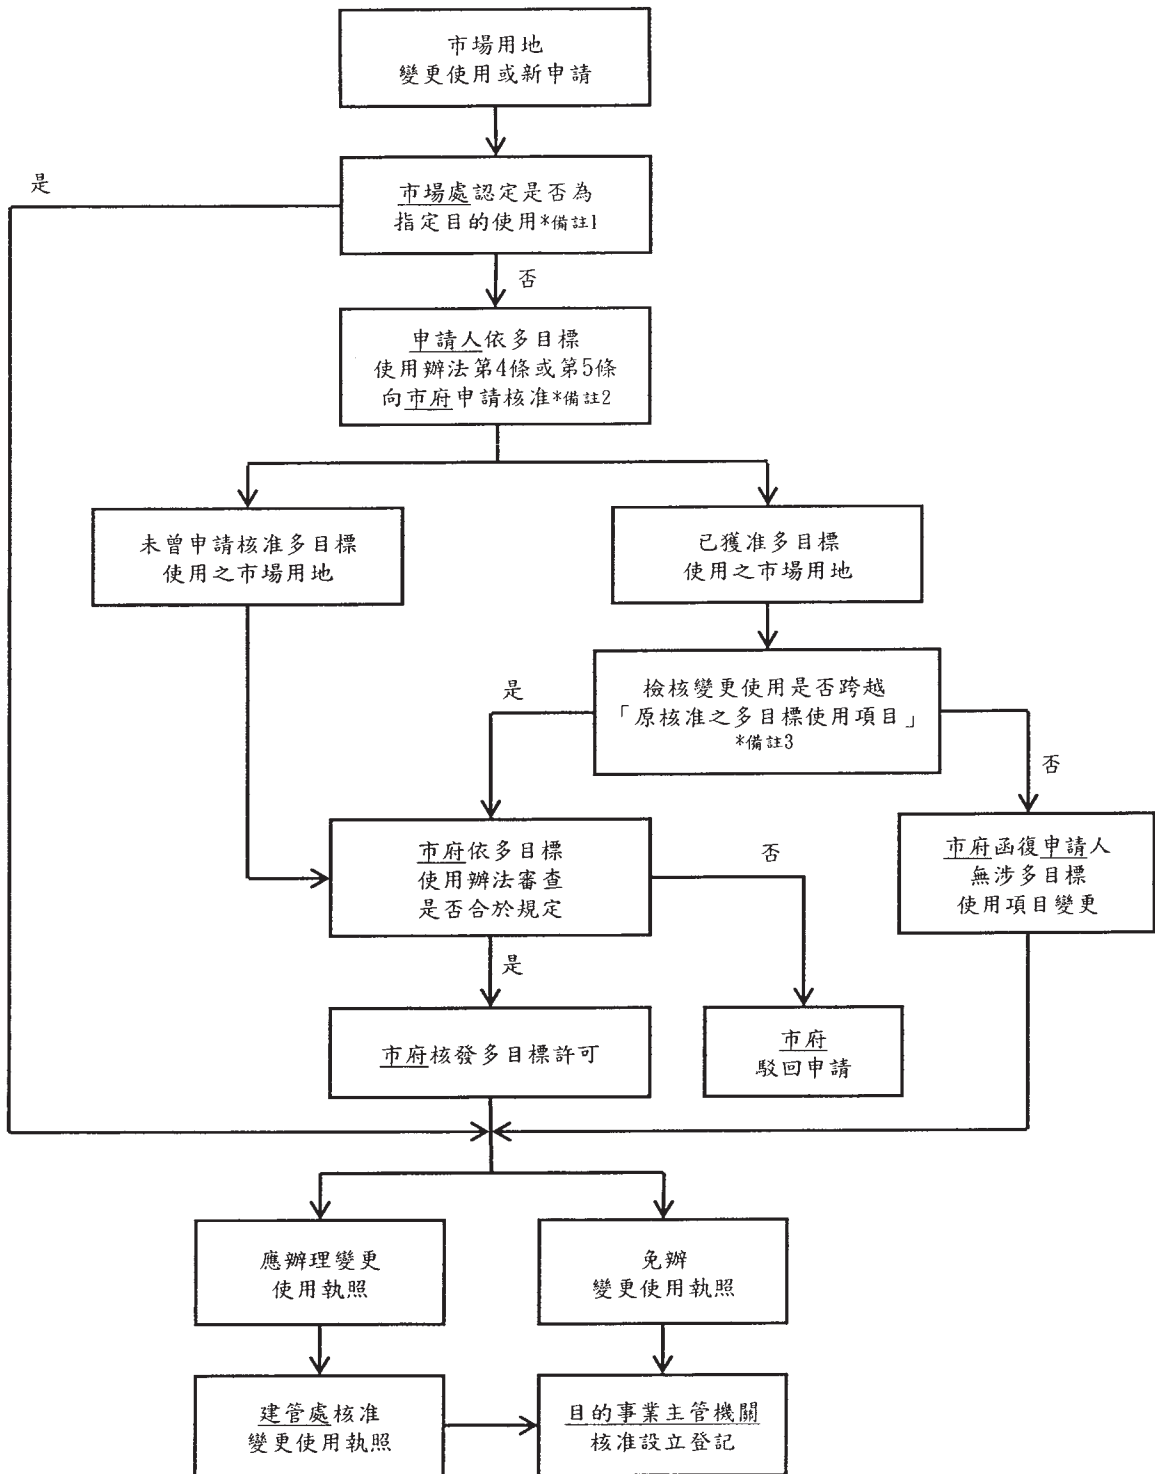 市場用地
變更使用或新申請
是
市場處認定是否為
指定目的使用*備註1
否
申請人依多目標
使用辦法第4條或第5條
向市府申請核准*備註2
未曾申請核准多目標
使用之市場用地
已獲准多目標
使用之市場用地
是
檢核變更使用是否跨越
「原核准之多目標使用項目」
*備註3
否
市府依多目標
使用辦法審查
是否合於規定
否
市府函復申請人
無涉多目標
使用項目變更
是
市府核發多目標許可
市府
駁回申請
應辦理變更
使用執照
免辦
變更使用執照
建管處核准
變更使用執照
目的事業主管機關
核准設立登記